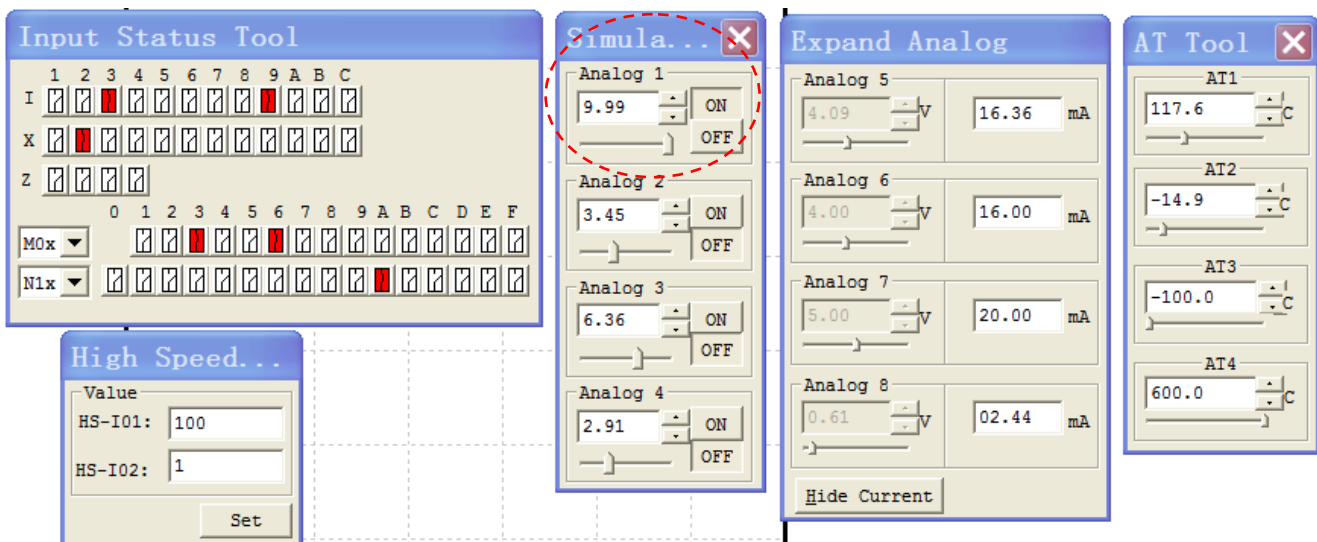 Input Status Tool
1 2 3 4 5 6 7 8 9 A B C
I
X
Z
0 1 2 3 4 5 6 7 8 9 A B C D E F
M0x
N1x
High Speed...
Value
HS-I01: 100
HS-I02: 1
Set
Simula...
Analog 1
9.99 ON
OFF
Analog 2
3.45 ON
OFF
Analog 3
6.36 ON
OFF
Analog 4
2.91 ON
OFF
Expand Analog
Analog 5
4.09 V 16.36 mA
Analog 6
4.00 V 16.00 mA
Analog 7
5.00 V 20.00 mA
Analog 8
0.61 V 02.44 mA
Hide Current
AT Tool
AT1
117.6 C
AT2
-14.9 C
AT3
-100.0 C
AT4
600.0 C